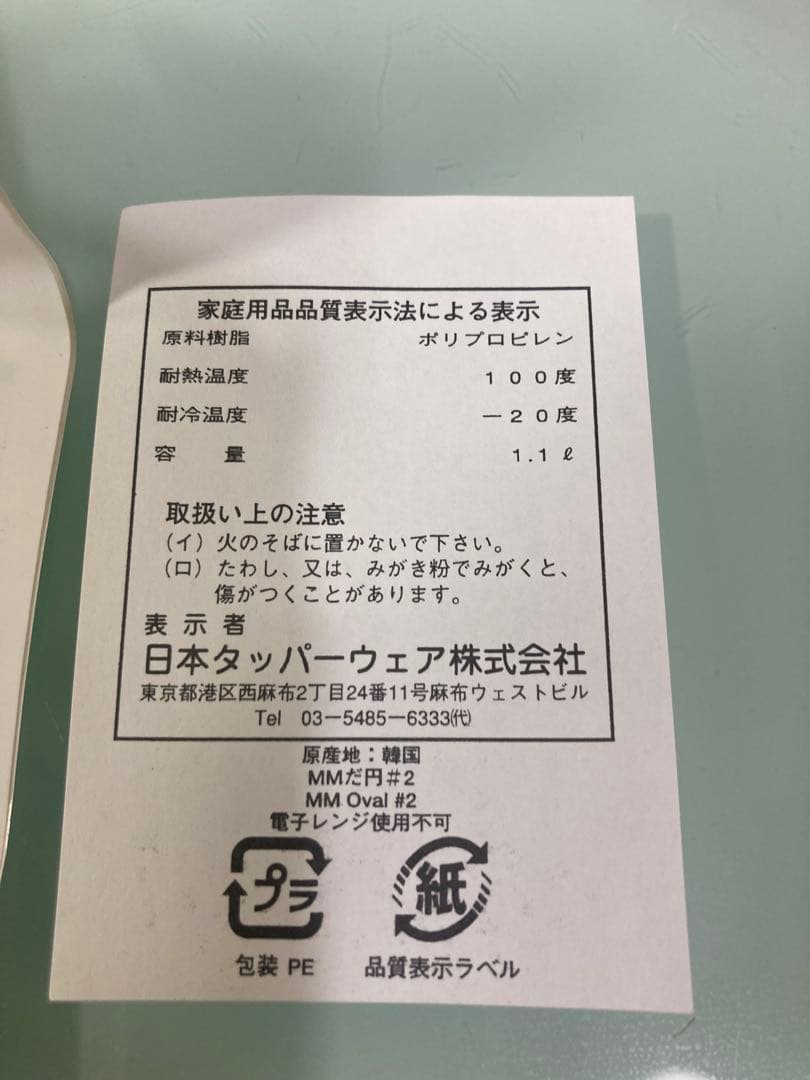 家庭用品品質表示法による表示
原料樹脂 ポリプロピレン
耐熱温度 100度
耐冷温度 －20度
容 量 1.1ℓ
取扱い上の注意
（イ）火のそばに置かないで下さい。
（ロ）たわし、又は、みがき粉でみがくと、
傷がつくことがあります。
表示者
日本タッパーウェア株式会社
東京都港区西麻布2丁目24番11号麻布ウェストビル
Tel 03－5485－6333㈹
原産地：韓国
MMだ円＃2
MM Oval #2
電子レンジ使用不可
プラ 紙
包装 PE 品質表示ラベル